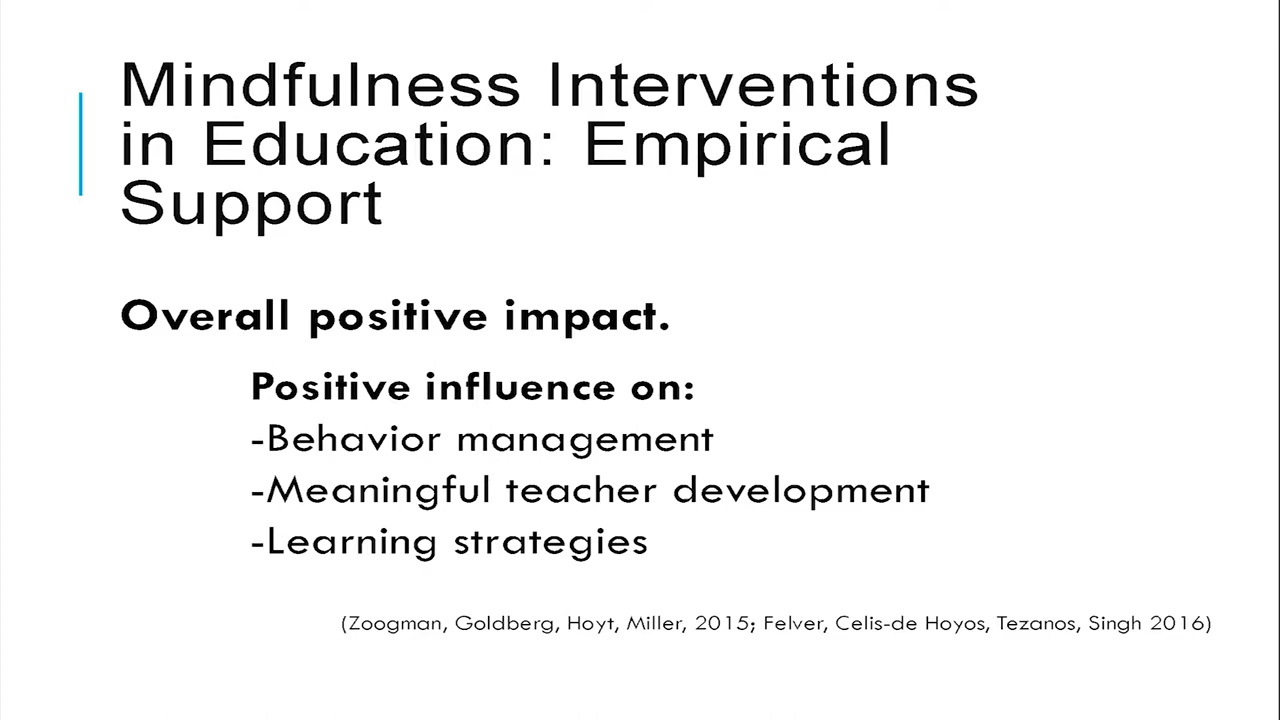 Mindfulness Interventions
in Education: Empirical
Support
Overall positive impact.
Positive influence on:
-Behavior management
-Meaningful teacher development
-Learning strategies
(Zoogman, Goldberg, Hoyt, Miller, 2015; Felver, Celis-de Hoyos, Tezanos, Singh 2016)